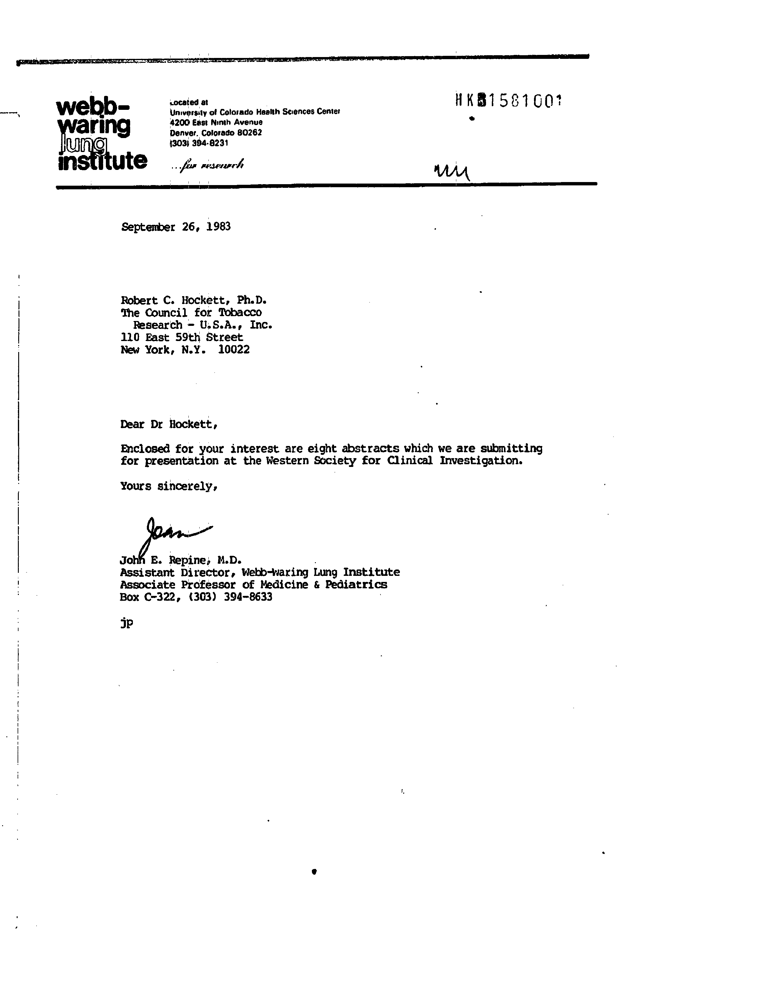 webb-
waring
lung
institute
Located at
University of Colorado Health Sciences Center
4200 East Ninth Avenue
Denver, Colorado 80262
(303) 394-8231
...for research
September 26, 1983
Robert C. Hockett, Ph.D.
The Council for Tobacco
Research - U.S.A., Inc.
110 East 59th Street
New York, N.Y. 10022
Dear Dr Hockett,
Enclosed for your interest are eight abstracts which we are submitting
for presentation at the Western Society for Clinical Investigation.
Yours sincerely,
John E. Repine, M.D.
Assistant Director, Webb-Waring Lung Institute
Associate Professor of Medicine & Pediatrics
Box C-322, (303) 394-8633
jp